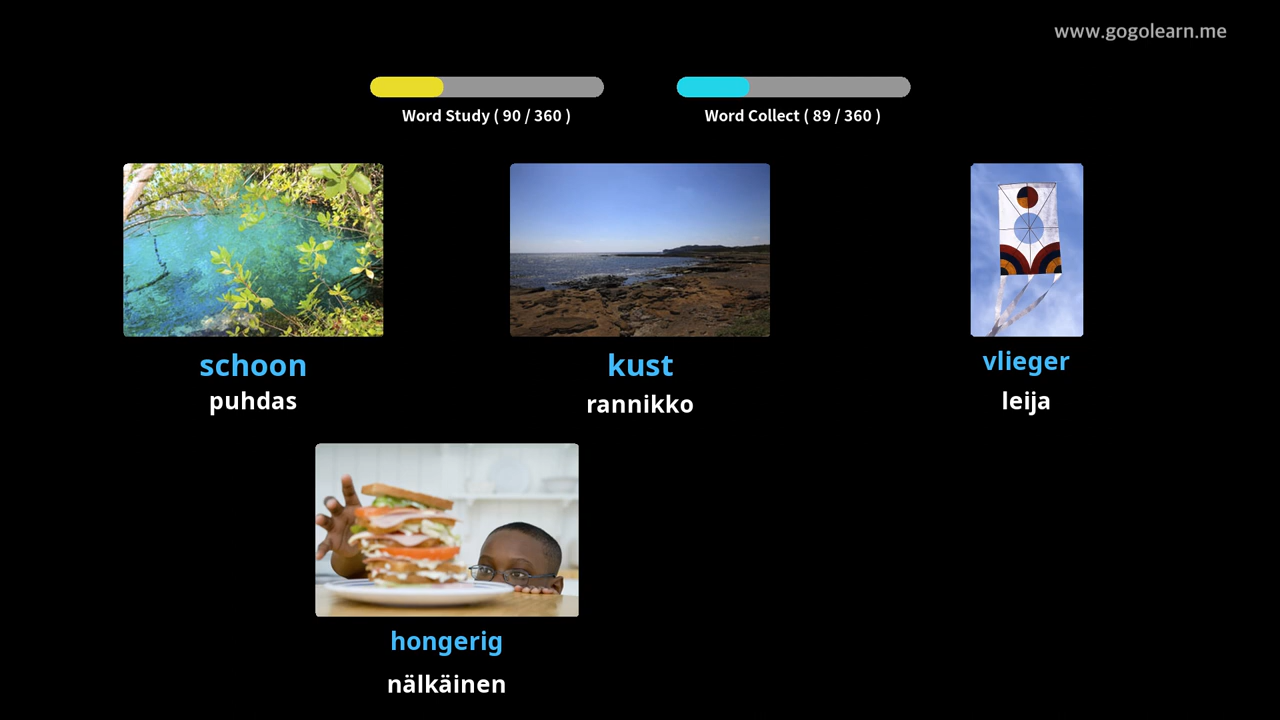 www.gogolearn.me
Word Study ( 90 / 360 )
Word Collect ( 89 / 360 )
schoon
puhdas
kust
rannikko
vlieger
leija
hongerig
nälkäinen